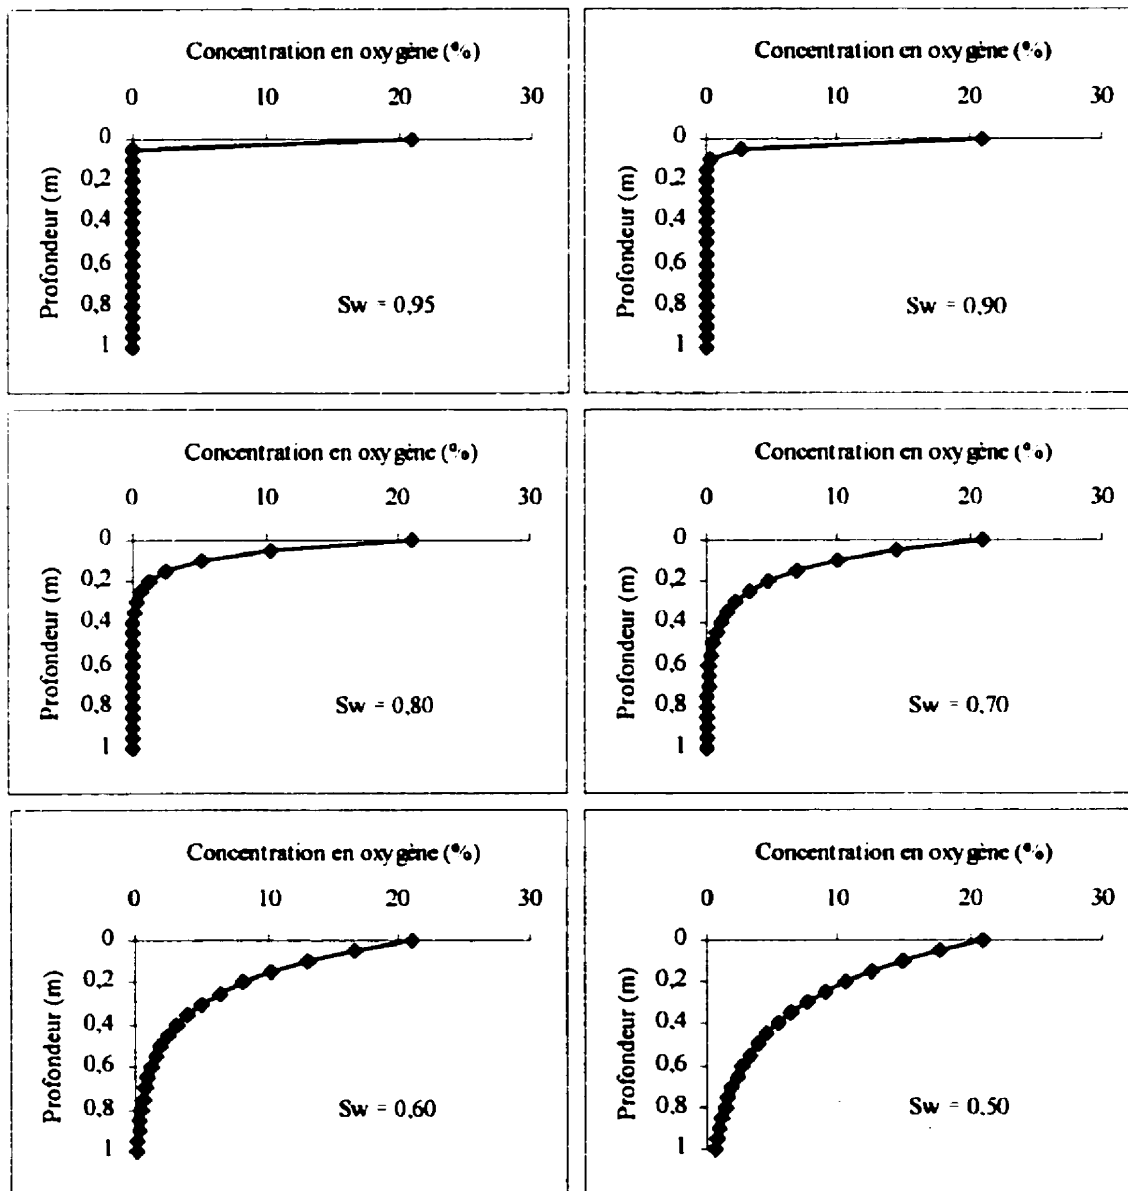 Concentration en oxygène (%)
0 10 20 30
0
0,2
0,4
0,6
0,8
1
Profondeur (m)
Sw = 0,95
Concentration en oxygène (%)
0 10 20 30
0
0,2
0,4
0,6
0,8
1
Profondeur (m)
Sw = 0,90
Concentration en oxygène (%)
0 10 20 30
0
0,2
0,4
0,6
0,8
1
Profondeur (m)
Sw = 0,80
Concentration en oxygène (%)
0 10 20 30
0
0,2
0,4
0,6
0,8
1
Profondeur (m)
Sw = 0,70
Concentration en oxygène (%)
0 10 20 30
0
0,2
0,4
0,6
0,8
1
Profondeur (m)
Sw = 0,60
Concentration en oxygène (%)
0 10 20 30
0
0,2
0,4
0,6
0,8
1
Profondeur (m)
Sw = 0,50